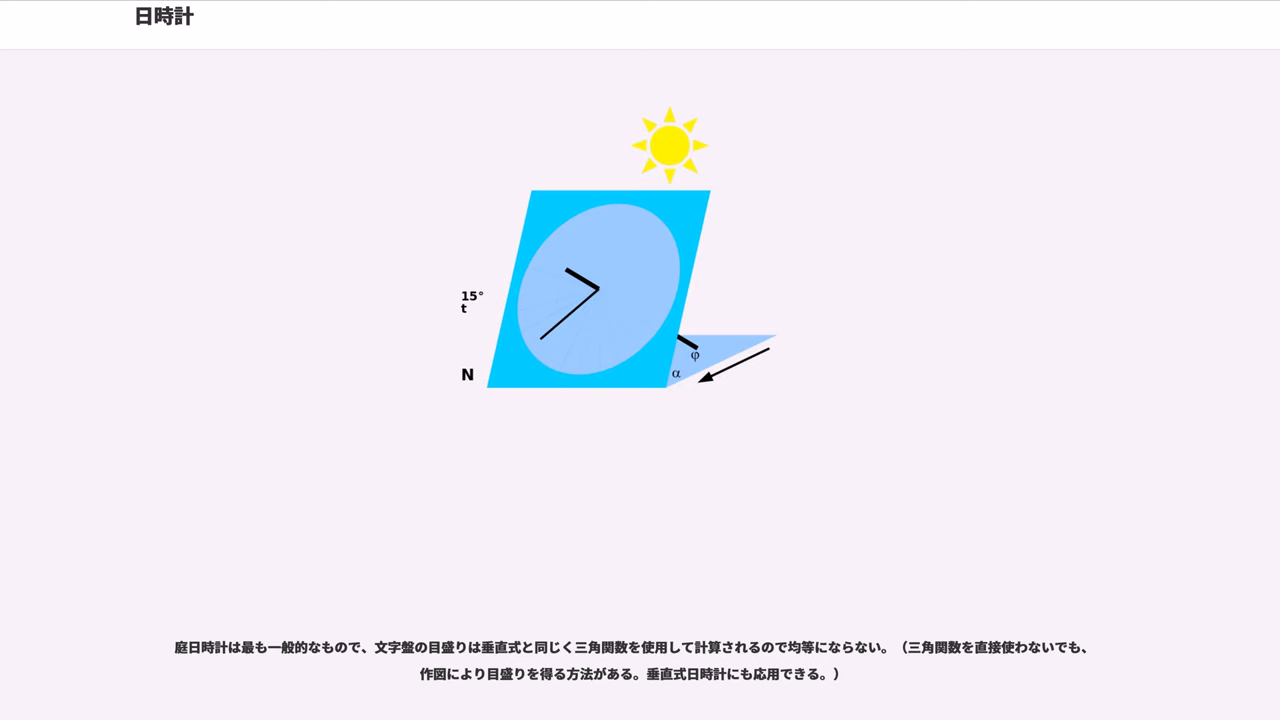 日時計
15°
t
φ
α
N
庭日時計は最も一般的なもので、文字盤の目盛りは垂直式と同じく三角関数を使用して計算されるので均等にならない。（三角関数を直接使わないでも、
作図により目盛りを得る方法がある。垂直式日時計にも応用できる。）